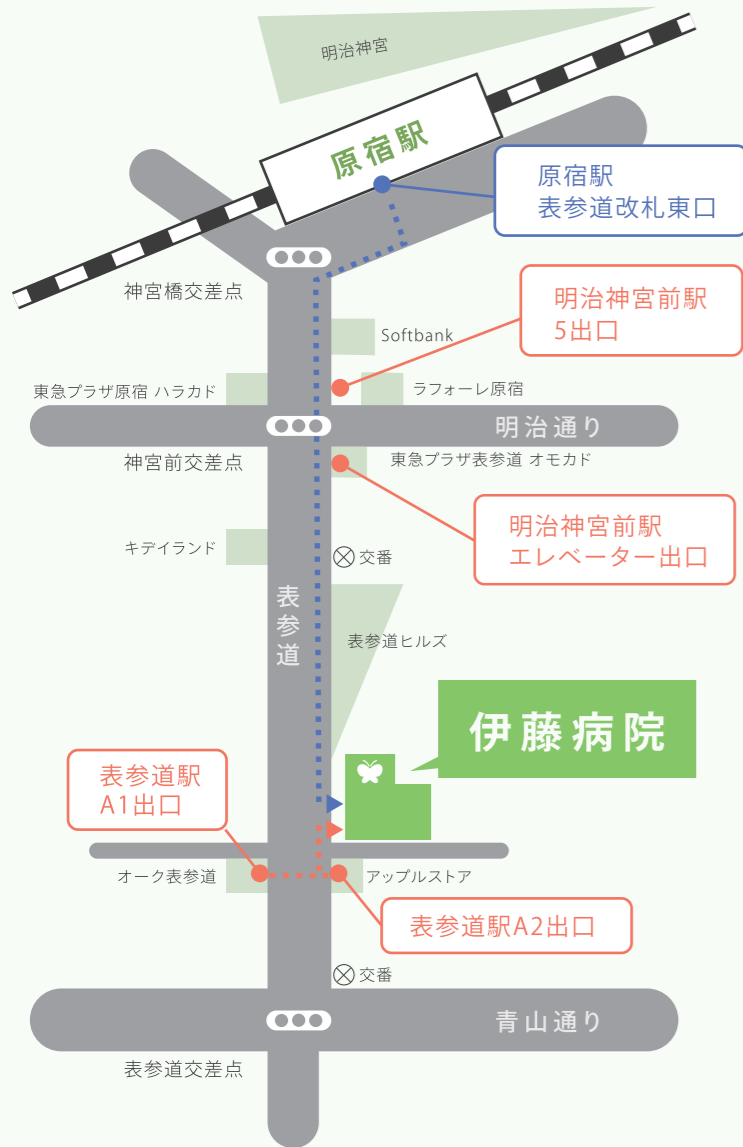 明治神宮
原宿駅
原宿駅
表参道改札東口
神宮橋交差点
明治神宮前駅
5出口
Softbank
東急プラザ原宿 ハラカド
ラフォーレ原宿
明治通り
神宮前交差点
東急プラザ表参道 オモカド
明治神宮前駅
エレベーター出口
キデイランド
交番
表参道
表参道ヒルズ
伊藤病院
表参道駅
A1出口
オーク表参道
アップルストア
表参道駅A2出口
交番
青山通り
表参道交差点